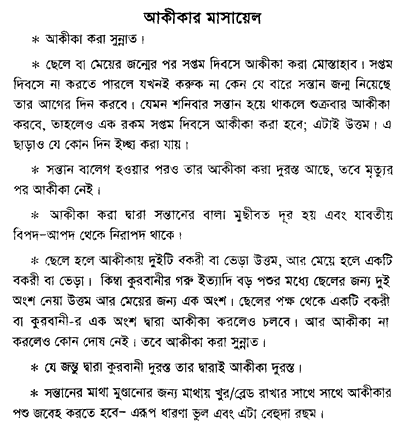 আকীকার মাসায়েল
* আকীকা করা সুন্নাত।
* ছেলে বা মেয়ের জন্মের পর সপ্তম দিবসে আকীকা করা মোস্তাহাব। সপ্তম
দিবসে না করতে পারলে যখনই করুক না কেন যে বারে সন্তান জন্ম নিয়েছে
তার আগের দিন করবে। যেমন শনিবার সন্তান হয়ে থাকলে শুক্রবার আকীকা
করবে, তাহলেও এক রকম সপ্তম দিবসে আকীকা করা হবে; এটাই উত্তম। এ
ছাড়াও যে কোন দিন ইচ্ছা করা যায়।
* সন্তান বালেগ হওয়ার পরও তার আকীকা করা দুরস্ত আছে, তবে মৃত্যুর
পর আকীকা নেই।
* আকীকা করা দ্বারা সন্তানের বালা মুছীবত দূর হয় এবং যাবতীয়
বিপদ-আপদ থেকে নিরাপদ থাকে।
* ছেলে হলে আকীকায় দুইটি বকরী বা ভেড়া উত্তম, আর মেয়ে হলে একটি
বকরী বা ভেড়া। কিম্বা কুরবানীর গরু ইত্যাদি বড় পশুর মধ্যে ছেলের জন্য দুই
অংশ নেয়া উত্তম আর মেয়ের জন্য এক অংশ। ছেলের পক্ষ থেকে একটি বকরী
বা কুরবানী-র এক অংশ দ্বারা আকীকা করলেও চলবে। আর আকীকা না
করলেও কোন দোষ নেই। তবে আকীকা করা সুন্নাত।
* যে জন্তু দ্বারা কুরবানী দুরস্ত তার দ্বারাই আকীকা দুরস্ত।
* সন্তানের মাথা মুণ্ডানোর জন্য মাথায় খুর/ব্লেড রাখার সাথে সাথে আকীকার
পশু জবেহ করতে হবে– এরূপ ধারণা ভুল এবং এটা বেহুদা রছম।